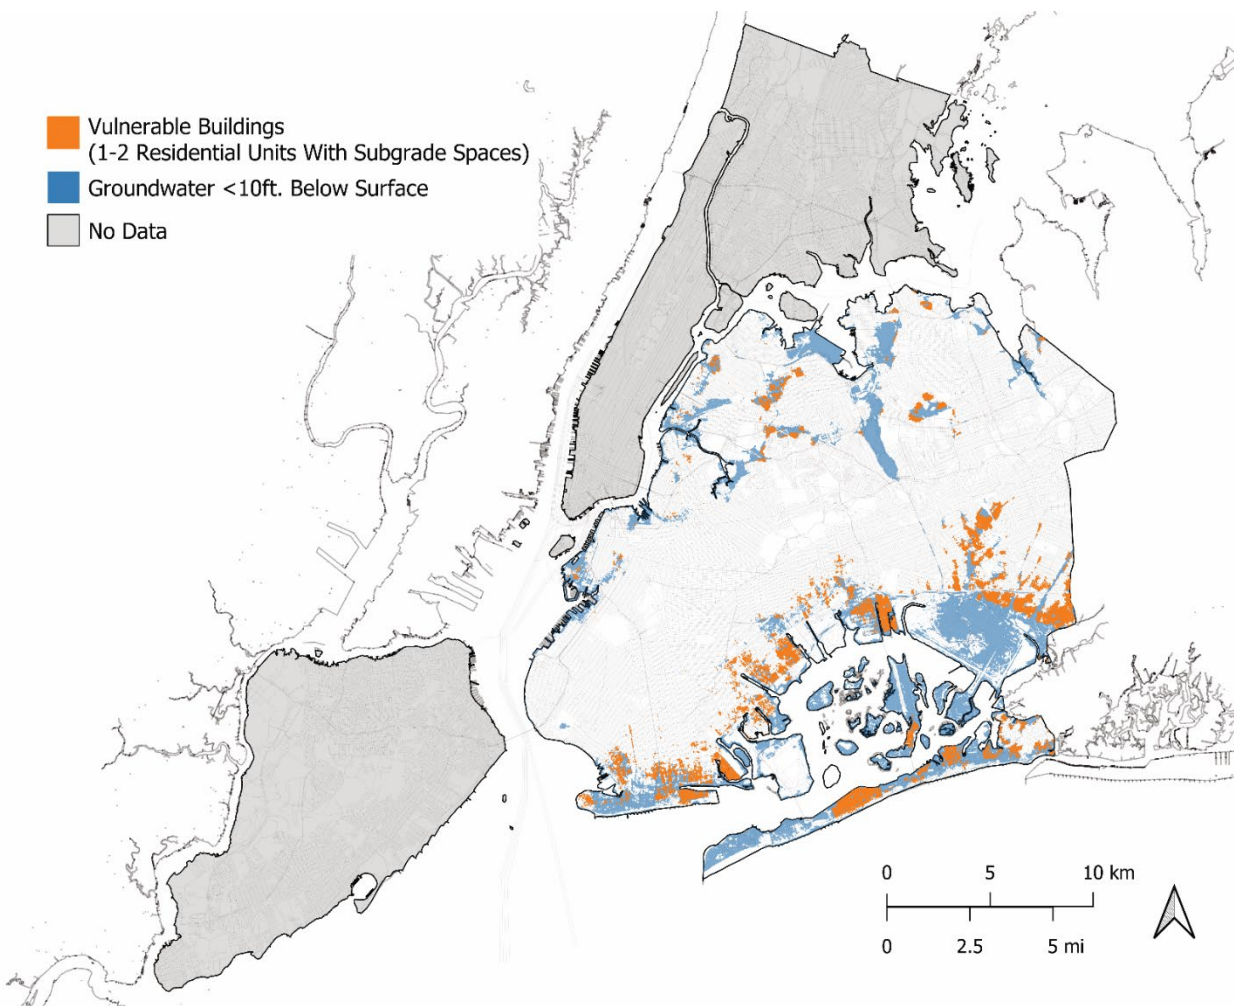 Vulnerable Buildings
(1-2 Residential Units With Subgrade Spaces)
Groundwater <10ft. Below Surface
No Data
0 5 10 km
0 2.5 5 mi